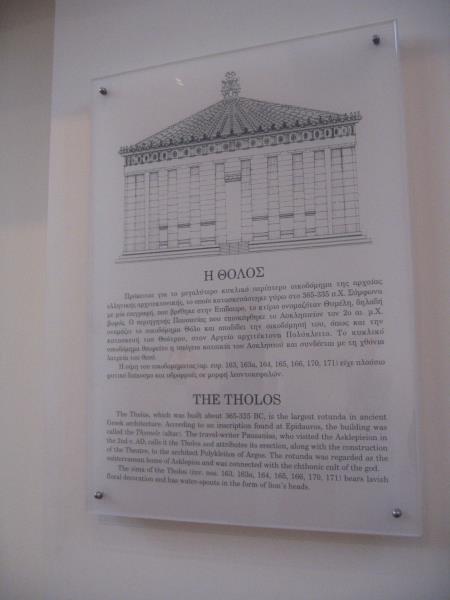 Η ΘΟΛΟΣ
Πρόκειται για το μεγαλύτερο κυκλικό περίπτερο οικοδόμημα της αρχαίας
ελληνικής αρχιτεκτονικής, το οποίο κατασκευάστηκε γύρω στο 365-335 π.Χ. Σύμφωνα
με μία επιγραφή, που βρέθηκε στην Επίδαυρο, το κτίριο ονομαζόταν Θυμέλη, δηλαδή
βωμός. Ο περιηγητής Παυσανίας που επισκέφθηκε το Ασκληπιείον τον 2ο αι. μ.Χ.
ονομάζει το οικοδόμημα Θόλο και αποδίδει την οικοδόμησή του, όπως και την
κατασκευή του Θεάτρου, στον Αργείο αρχιτέκτονα Πολύκλειτο. Το κυκλικό
οικοδόμημα θεωρείτο η υπόγεια κατοικία του Ασκληπιού και συνδέεται με τη χθόνια
λατρεία του θεού.
Η σίμη του οικοδομήματος (αρ. ευρ. 163, 163a, 164, 165, 166, 170, 171) είχε πλούσιο
φυτικό διάκοσμο και υδρορροές σε μορφή λεοντοκεφαλών.
THE THOLOS
The Tholos, which was built about 365-335 BC, is the largest rotunda in ancient
Greek architecture. According to an inscription found at Epidauros, the building was
called the Thymele (altar). The travel-writer Pausanias, who visited the Asklepieion in
the 2nd c. AD, calls it the Tholos and attributes its erection, along with the construction
of the Theatre, to the architect Polykleitos of Argos. The rotunda was regarded as the
subterranean home of Asklepios and was connected with the chthonic cult of the god.
The sima of the Tholos (inv. nos. 163, 163a, 164, 165, 166, 170, 171) bears lavish
floral decoration and has water-spouts in the form of lion's heads.